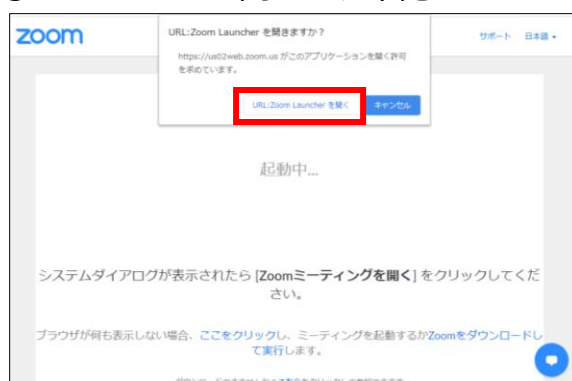 zoom
サポート 日本語
URL:Zoom Launcher を開きますか？
https://us02web.zoom.us がこのアプリケーションを開く許可
を求めています。
URL:Zoom Launcher を開く キャンセル
起動中...
システムダイアログが表示されたら [Zoomミーティングを開く] をクリックしてくだ
さい。
ブラウザが何も表示しない場合、ここをクリックし、ミーティングを起動するかZoomをダウンロードし
て実行します。